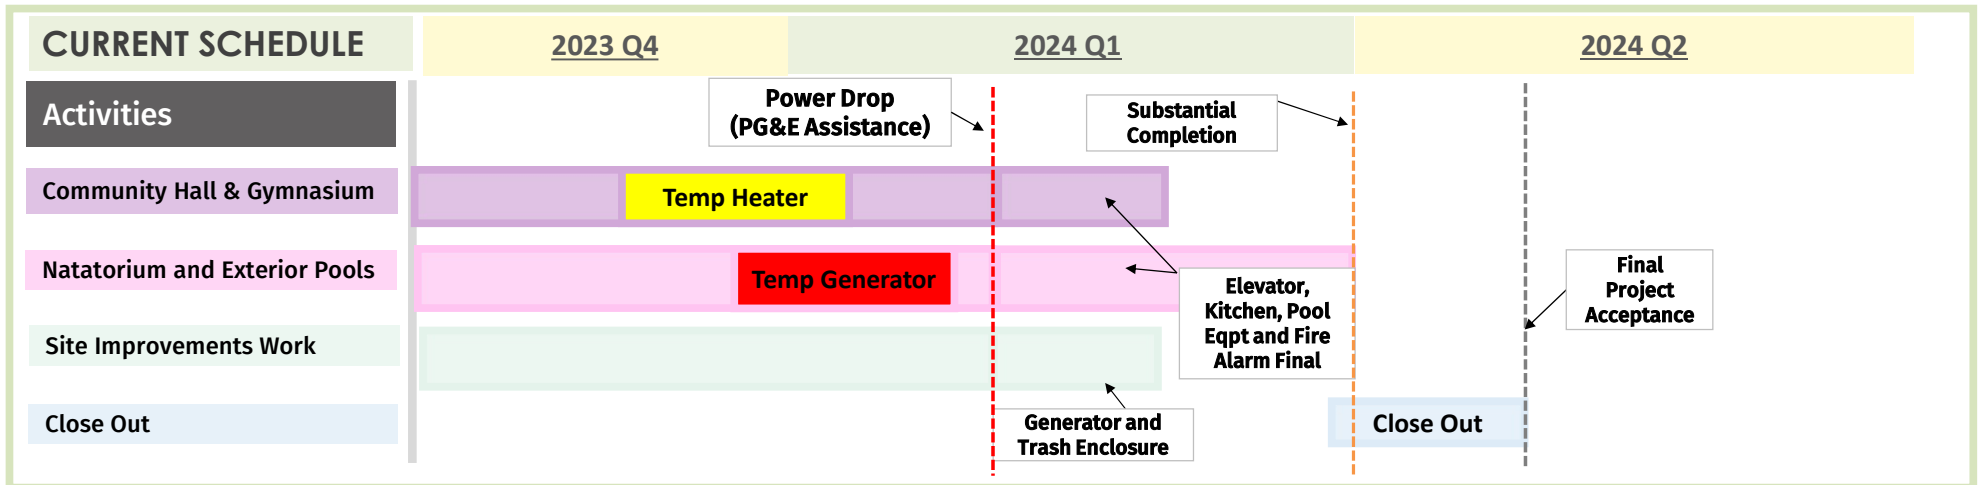 CURRENT SCHEDULE
2023 Q4
2024 Q1
2024 Q2
Activities
Power Drop
(PG&E Assistance)
Substantial
Completion
Community Hall & Gymnasium
Temp Heater
Natatorium and Exterior Pools
Temp Generator
Elevator,
Kitchen, Pool
Eqpt and Fire
Alarm Final
Final
Project
Acceptance
Site Improvements Work
Generator and
Trash Enclosure
Close Out
Close Out